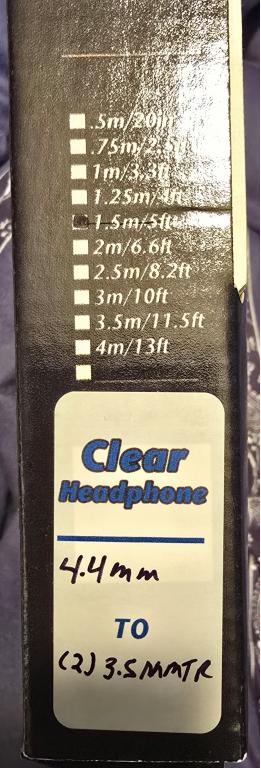 .5m/20in
.75m/2.5ft
1m/3.3ft
1.25m/4ft
1.5m/5ft
2m/6.6ft
2.5m/8.2ft
3m/10ft
3.5m/11.5ft
4m/13ft
Clear
Headphone
4.4mm
TO
(2) 3.5MMTR